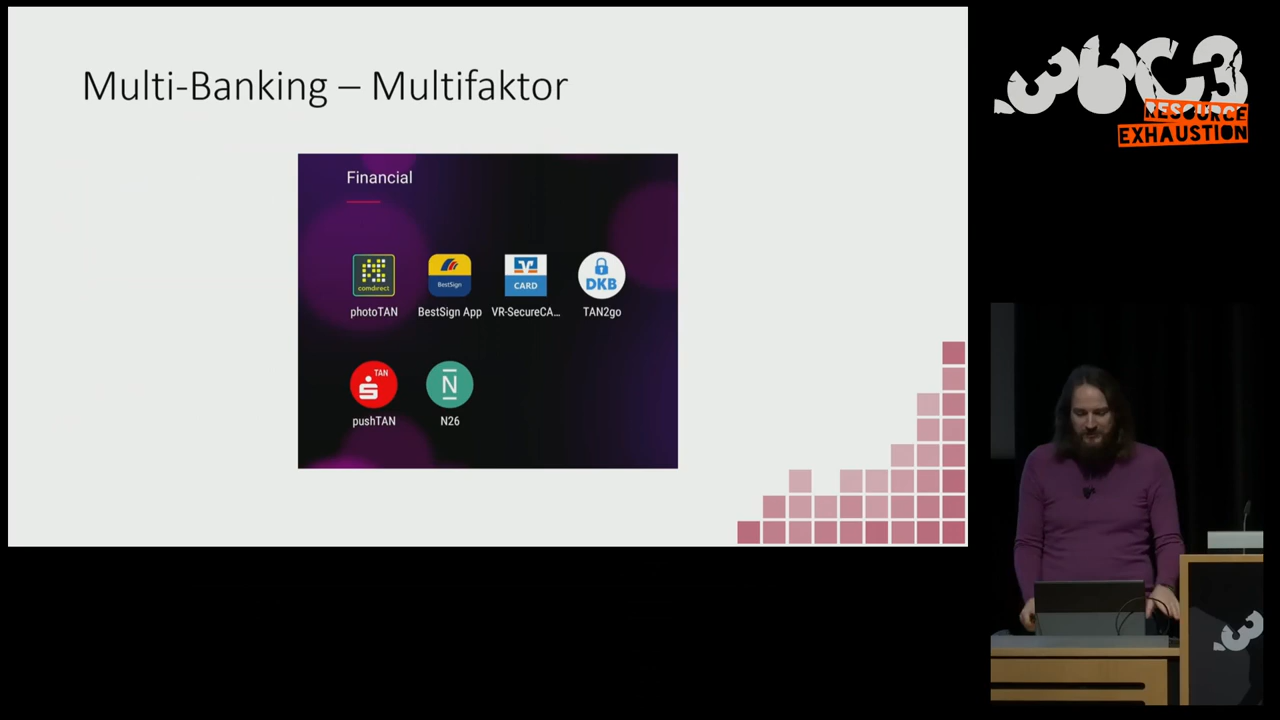 Multi-Banking – Multifaktor
Financial
comdirect
photoTAN
BestSign
BestSign App
CARD
VR-SecureCA...
DKB
TAN2go
TAN
pushTAN
N
N26
36C3
RESOURCE
EXHAUSTION